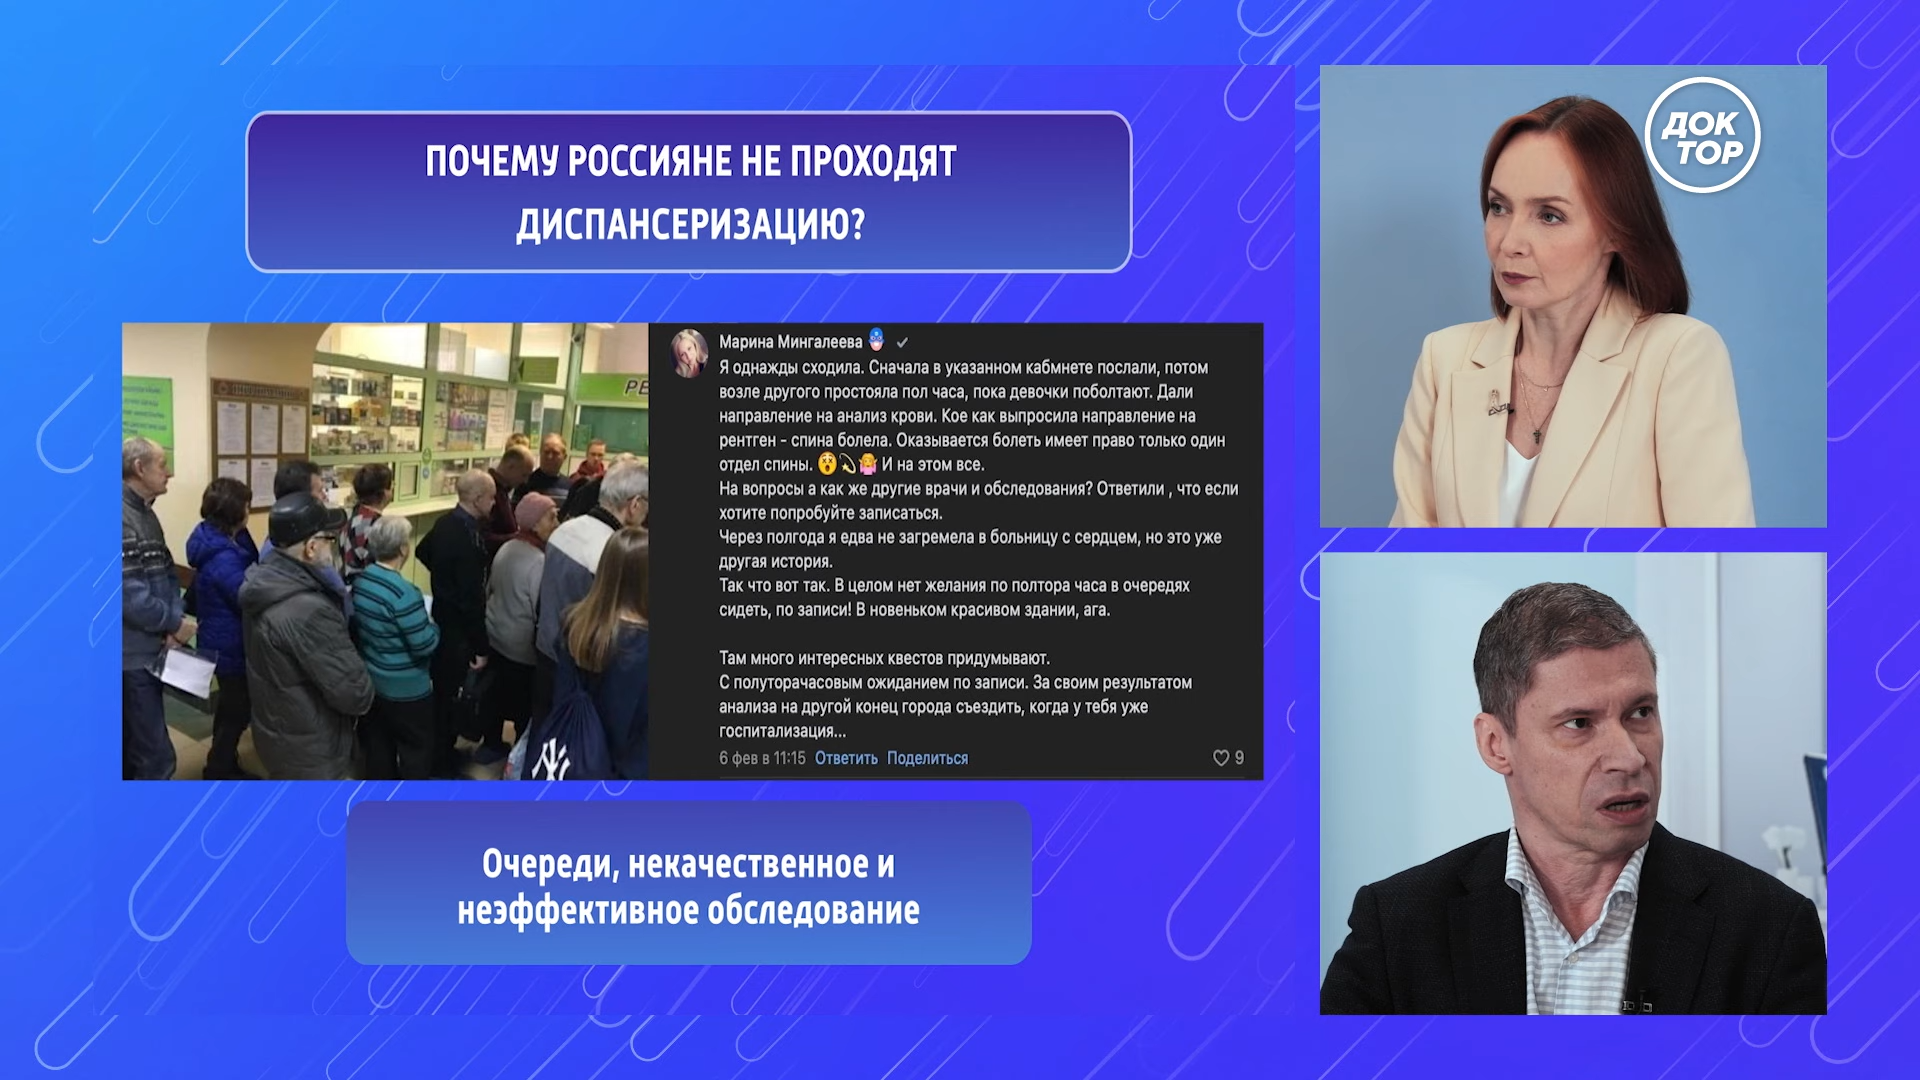 ПОЧЕМУ РОССИЯНЕ НЕ ПРОХОДЯТ
ДИСПАНСЕРИЗАЦИЮ?
ДОК
ТОР
РЕ
Марина Мингалеева
Я однажды сходила. Сначала в указанном кабмнете послали, потом
возле другого простояла пол часа, пока девочки поболтают. Дали
направление на анализ крови. Кое как выпросила направление на
рентген - спина болела. Оказывается болеть имеет право только один
отдел спины. 😵💫🤷 И на этом все.
На вопросы а как же другие врачи и обследования? Ответили , что если
хотите попробуйте записаться.
Через полгода я едва не загремела в больницу с сердцем, но это уже
другая история.
Так что вот так. В целом нет желания по полтора часа в очередях
сидеть, по записи! В новеньком красивом здании, ага.
Там много интересных квестов придумывают.
С полуторачасовым ожиданием по записи. За своим результатом
анализа на другой конец города съездить, когда у тебя уже
госпитализация...
6 фев в 11:15 Ответить Поделиться 9
Очереди, некачественное и
неэффективное обследование